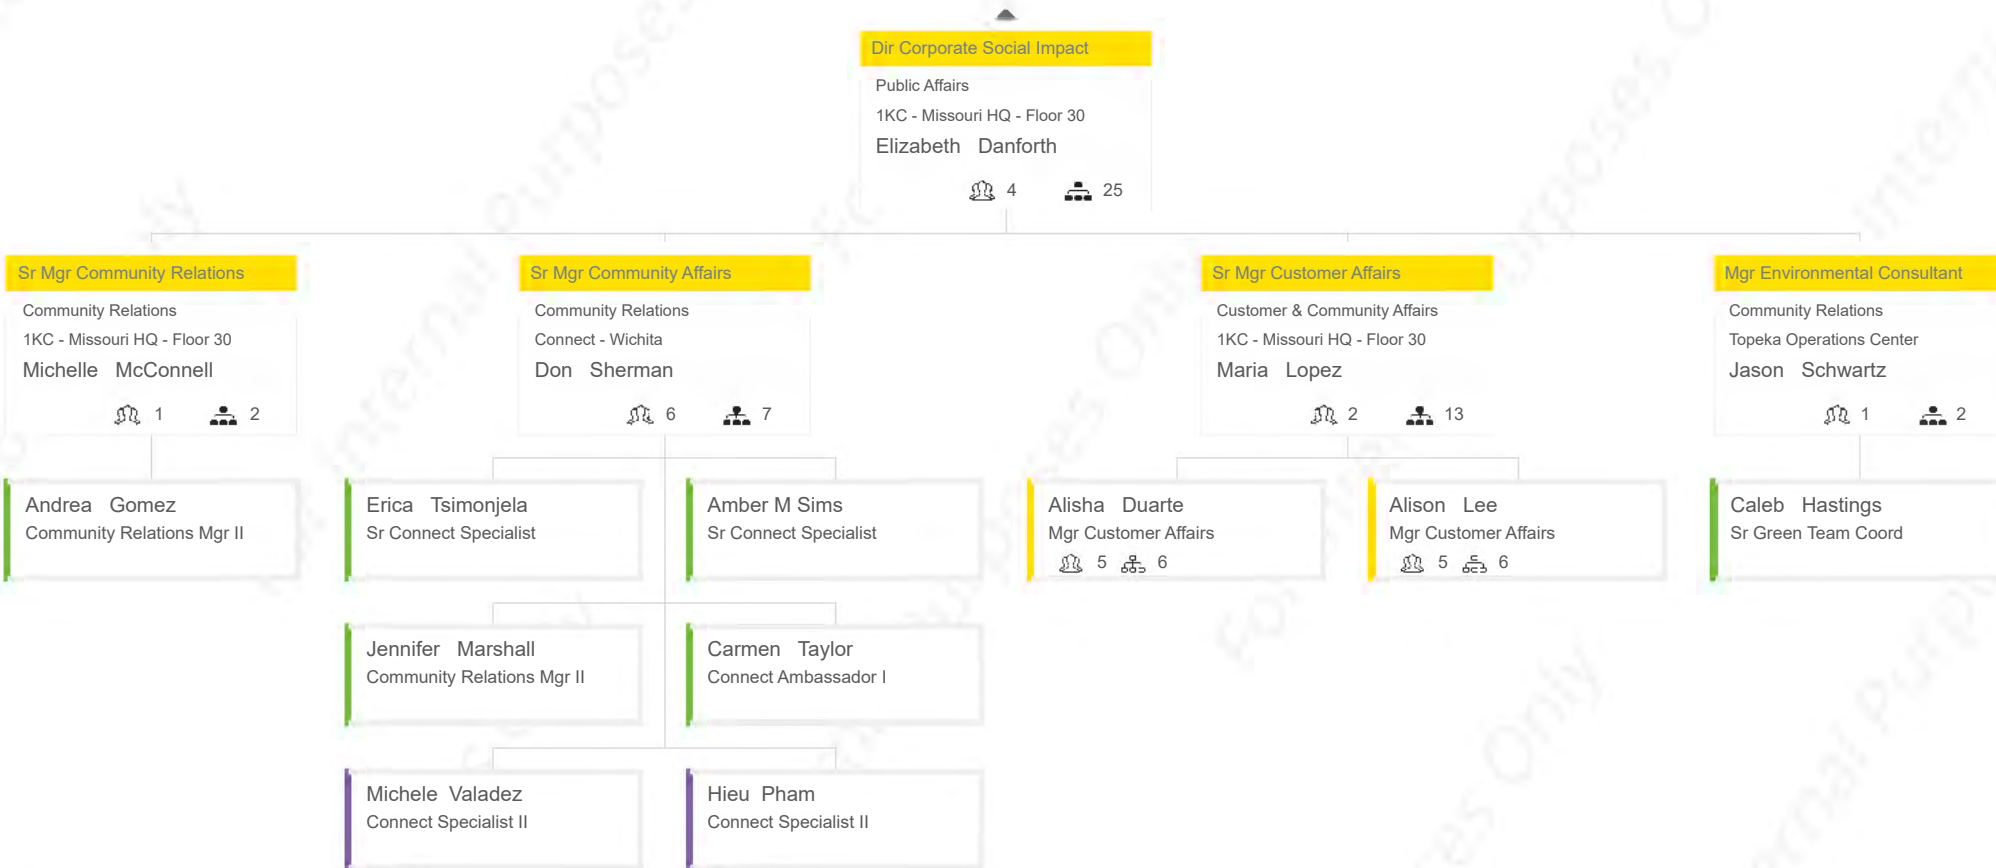 Dir Corporate Social Impact
Public Affairs
1KC - Missouri HQ - Floor 30
Elizabeth Danforth
4 25
Sr Mgr Community Relations
Community Relations
1KC - Missouri HQ - Floor 30
Michelle McConnell
1 2
Sr Mgr Community Affairs
Community Relations
Connect - Wichita
Don Sherman
6 7
Sr Mgr Customer Affairs
Customer & Community Affairs
1KC - Missouri HQ - Floor 30
Maria Lopez
2 13
Mgr Environmental Consultant
Community Relations
Topeka Operations Center
Jason Schwartz
1 2
Andrea Gomez
Community Relations Mgr II
Erica Tsimonjela
Sr Connect Specialist
Amber M Sims
Sr Connect Specialist
Alisha Duarte
Mgr Customer Affairs
5 6
Alison Lee
Mgr Customer Affairs
5 6
Caleb Hastings
Sr Green Team Coord
Jennifer Marshall
Community Relations Mgr II
Carmen Taylor
Connect Ambassador I
Michele Valadez
Connect Specialist II
Hieu Pham
Connect Specialist II